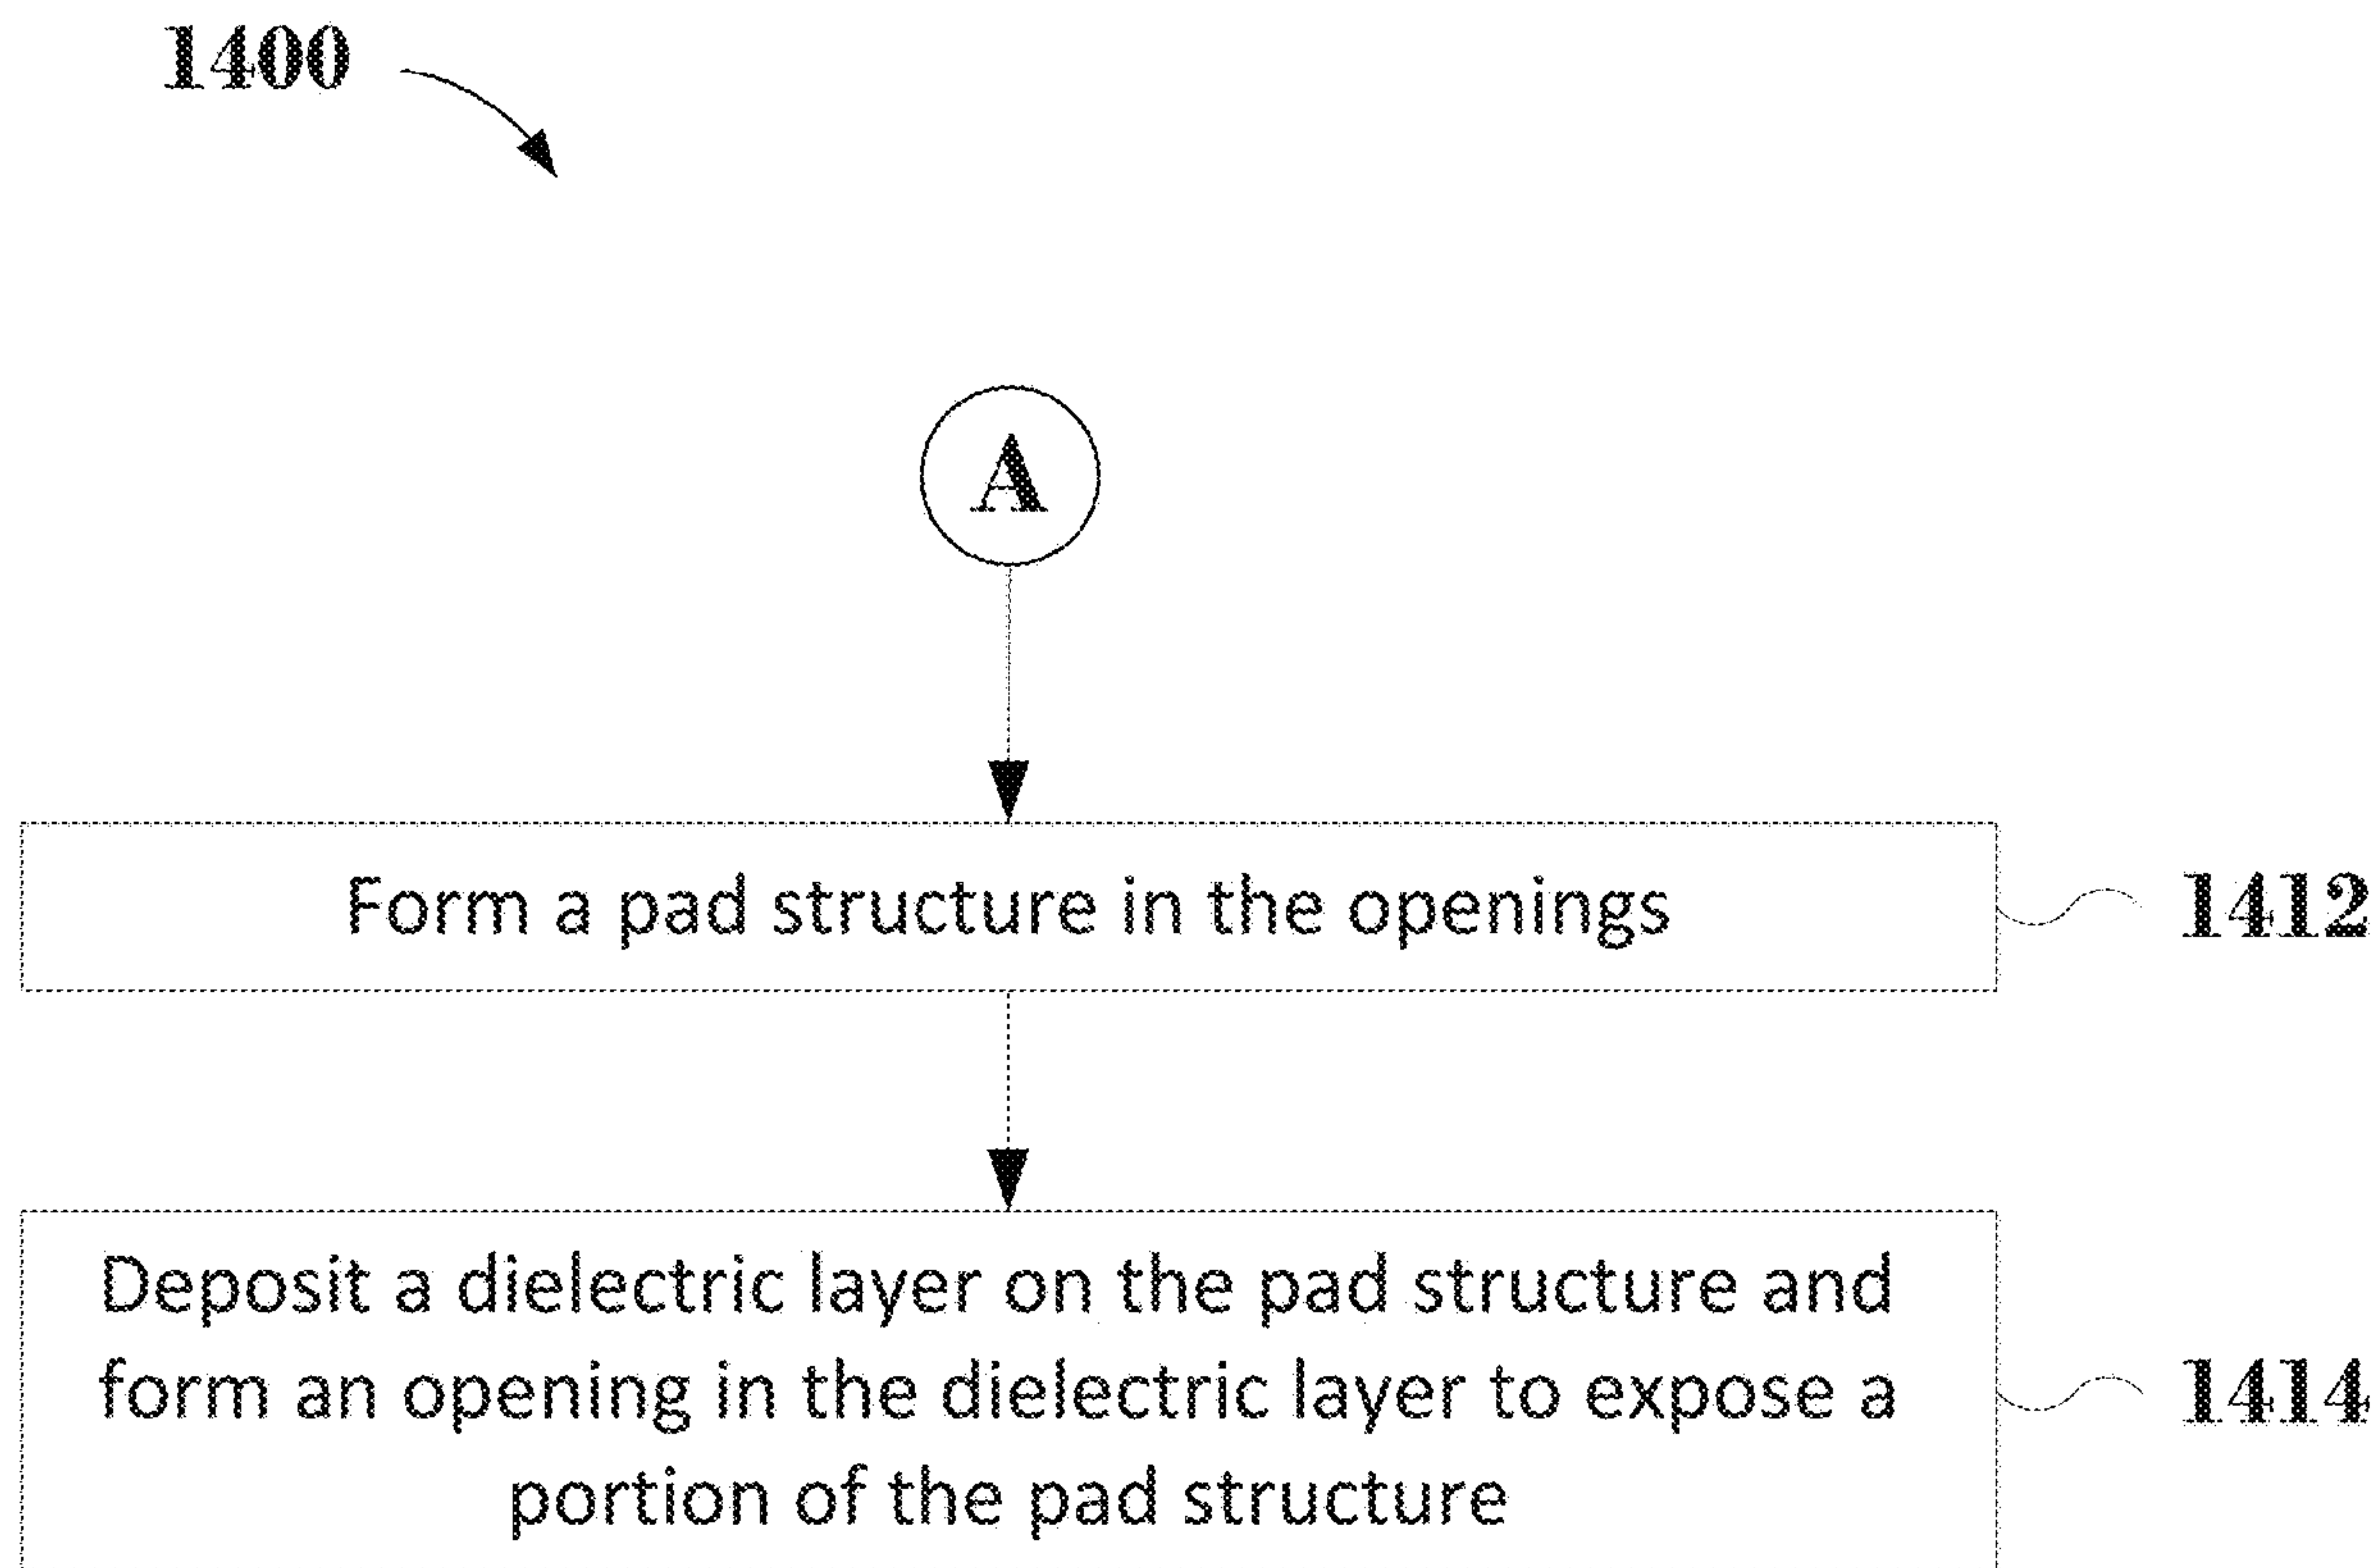 1400
A
Form a pad structure in the openings
1412
Deposit a dielectric layer on the pad structure and
form an opening in the dielectric layer to expose a
portion of the pad structure
1414